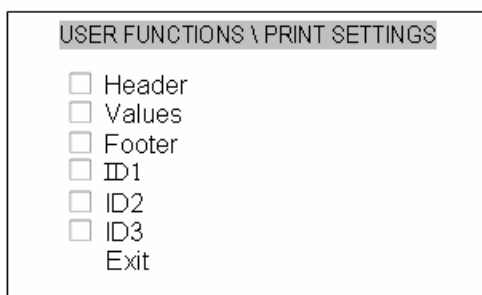 USER FUNCTIONS \ PRINT SETTINGS
Header
Values
Footer
ID1
ID2
ID3
Exit